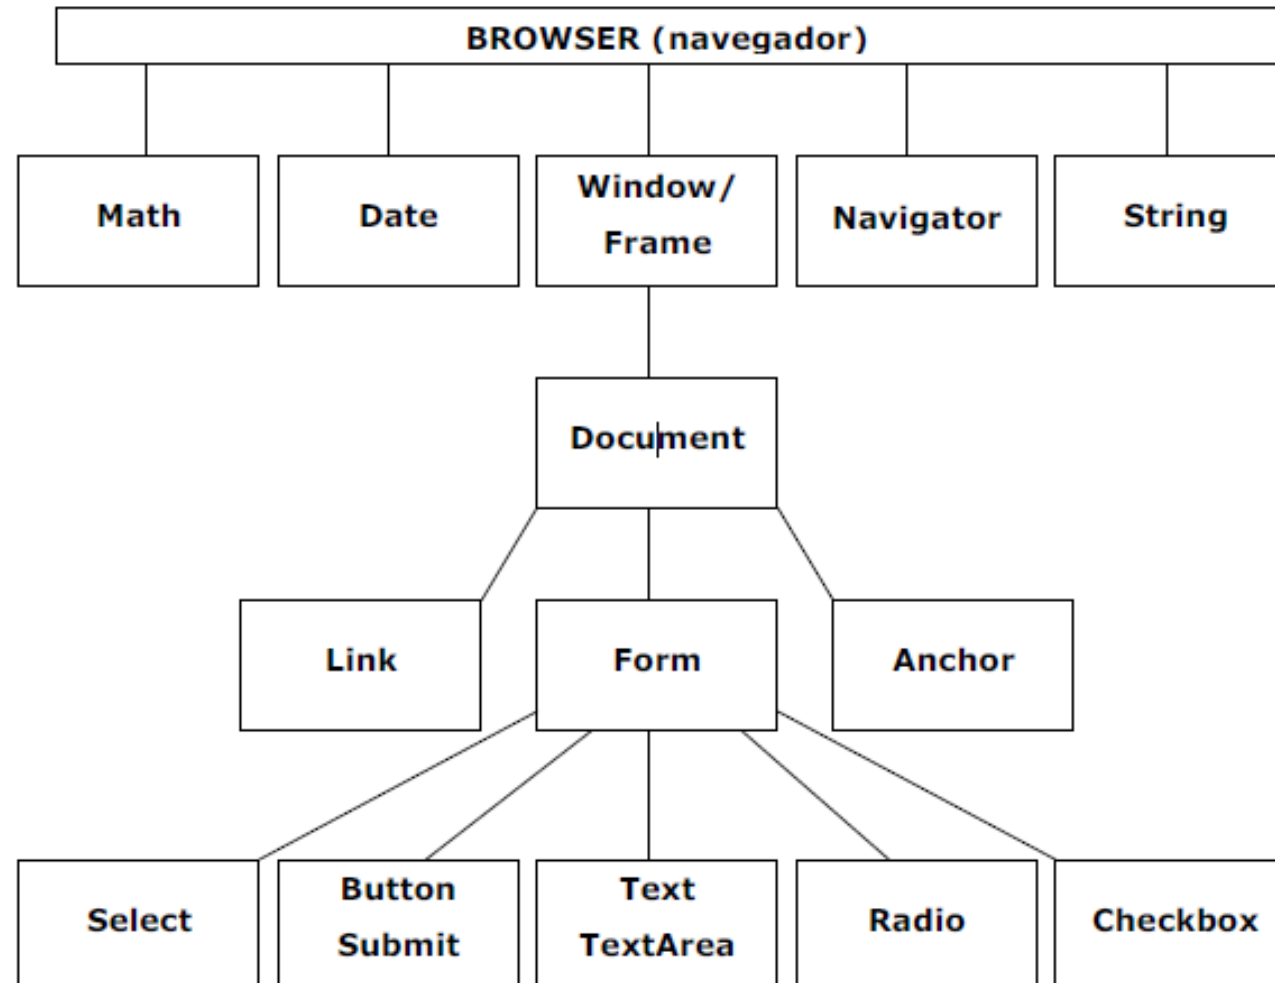 BROWSER (navegador)
Math
Date
Window/
Frame
Navigator
String
Document
Link
Form
Anchor
Select
Button
Submit
Text
TextArea
Radio
Checkbox